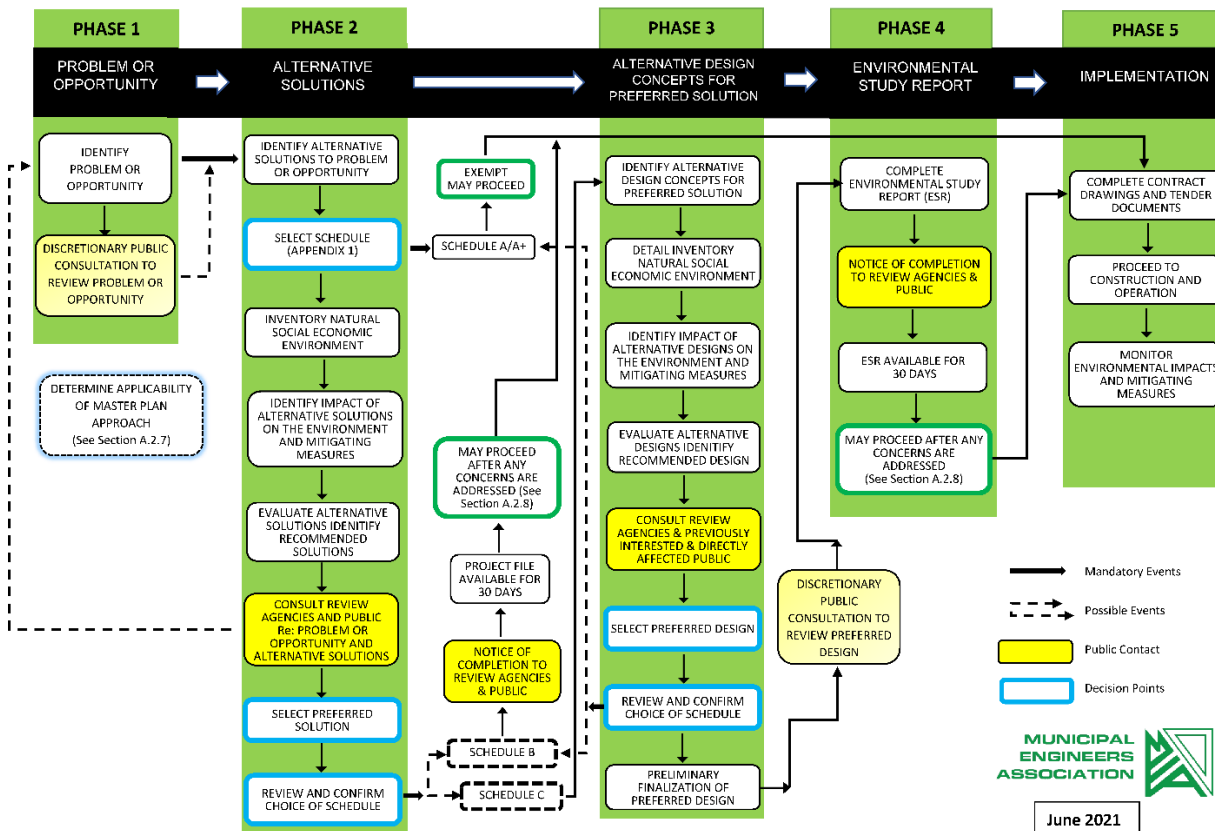 PHASE 1
PHASE 2
PHASE 3
PHASE 4
PHASE 5
PROBLEM OR
OPPORTUNITY
ALTERNATIVE
SOLUTIONS
ALTERNATIVE DESIGN
CONCEPTS FOR
PREFERRED SOLUTION
ENVIRONMENTAL
STUDY REPORT
IMPLEMENTATION
IDENTIFY
PROBLEM OR
OPPORTUNITY
DISCRETIONARY PUBLIC
CONSULTATION TO
REVIEW PROBLEM OR
OPPORTUNITY
DETERMINE APPLICABILITY
OF MASTER PLAN
APPROACH
(See Section A.2.7)
IDENTIFY ALTERNATIVE
SOLUTIONS TO PROBLEM
OR OPPORTUNITY
SELECT SCHEDULE
(APPENDIX 1)
INVENTORY NATURAL
SOCIAL ECONOMIC
ENVIRONMENT
IDENTIFY IMPACT OF
ALTERNATIVE SOLUTIONS
ON THE ENVIRONMENT
AND MITIGATING
MEASURES
EVALUATE ALTERNATIVE
SOLUTIONS IDEITIFY
RECOMMENDED
SOLUTIONS
CONSULT REVIEW
AGENCIES AND PUBLIC
Re: PROBLEM OR
OPPORTUNITY AND
ALTERNATIVE SOLUTIONS
SELECT PREFERRED
SOLUTION
REVIEW AND CONFIRM
CHOICE OF SCHEDULE
EXEMPT
MAY PROCEED
SCHEDULE A/A+
MAY PROCEED
AFTER ANY
CONCERNS ARE
ADDRESSED (See
Section A.2.8)
PROJECT FILE
AVAILABLE FOR
30 DAYS
NOTICE OF
COMPLETION TO
REVIEW AGENCIES
& PUBLIC
SCHEDULE B
SCHEDULE C
IDENTIFY ALTERNATIVE
DESIGN CONCEPTS FOR
PREFERRED SOLUTION
DETAIL INVENTORY
NATURAL SOCIAL
ECONOMIC ENVIRONMENT
IDENTIFY IMPACT OF
ALTERNATIVE DESIGNS ON
THE ENVIRONMENT AND
MITIGATING MEASURES
EVALUATE ALTERNATIVE
DESIGNS IDEITIFY
RECOMMENDED DESIGN
CONSULT REVIEW
AGENCIES & PREVIOUSLY
INTERESTED & DIRECTLY
AFFECTED PUBLIC
SELECT PREFERRED DESIGN
REVIEW AND CONFIRM
CHOICE OF SCHEDULE
PRELIMINARY
FINALIZATION OF
PREFERRED DESIGN
DISCRETIONARY
PUBLIC
CONSULTATION TO
REVIEW PREFERRED
DESIGN
COMPLETE
ENVIRONMENTAL STUDY
REPORT (ESR)
NOTICE OF COMPLETION
TO REVIEW AGENCIES &
PUBLIC
ESR AVAILABLE FOR
30 DAYS
MAY PROCEED AFTER ANY
CONCERNS ARE
ADDRESSED
(See Section A.2.8)
COMPLETE CONTRACT
DRAWINGS AND TENDER
DOCUMENTS
PROCEED TO
CONSTRUCTION AND
OPERATION
MONITOR
ENVIRONMENTAL IMPACTS
AND MITIGATING
MEASURES
Mandatory Events
Possible Events
Public Contact
Decision Points
MUNICIPAL
ENGINEERS
ASSOCIATION
June 2021